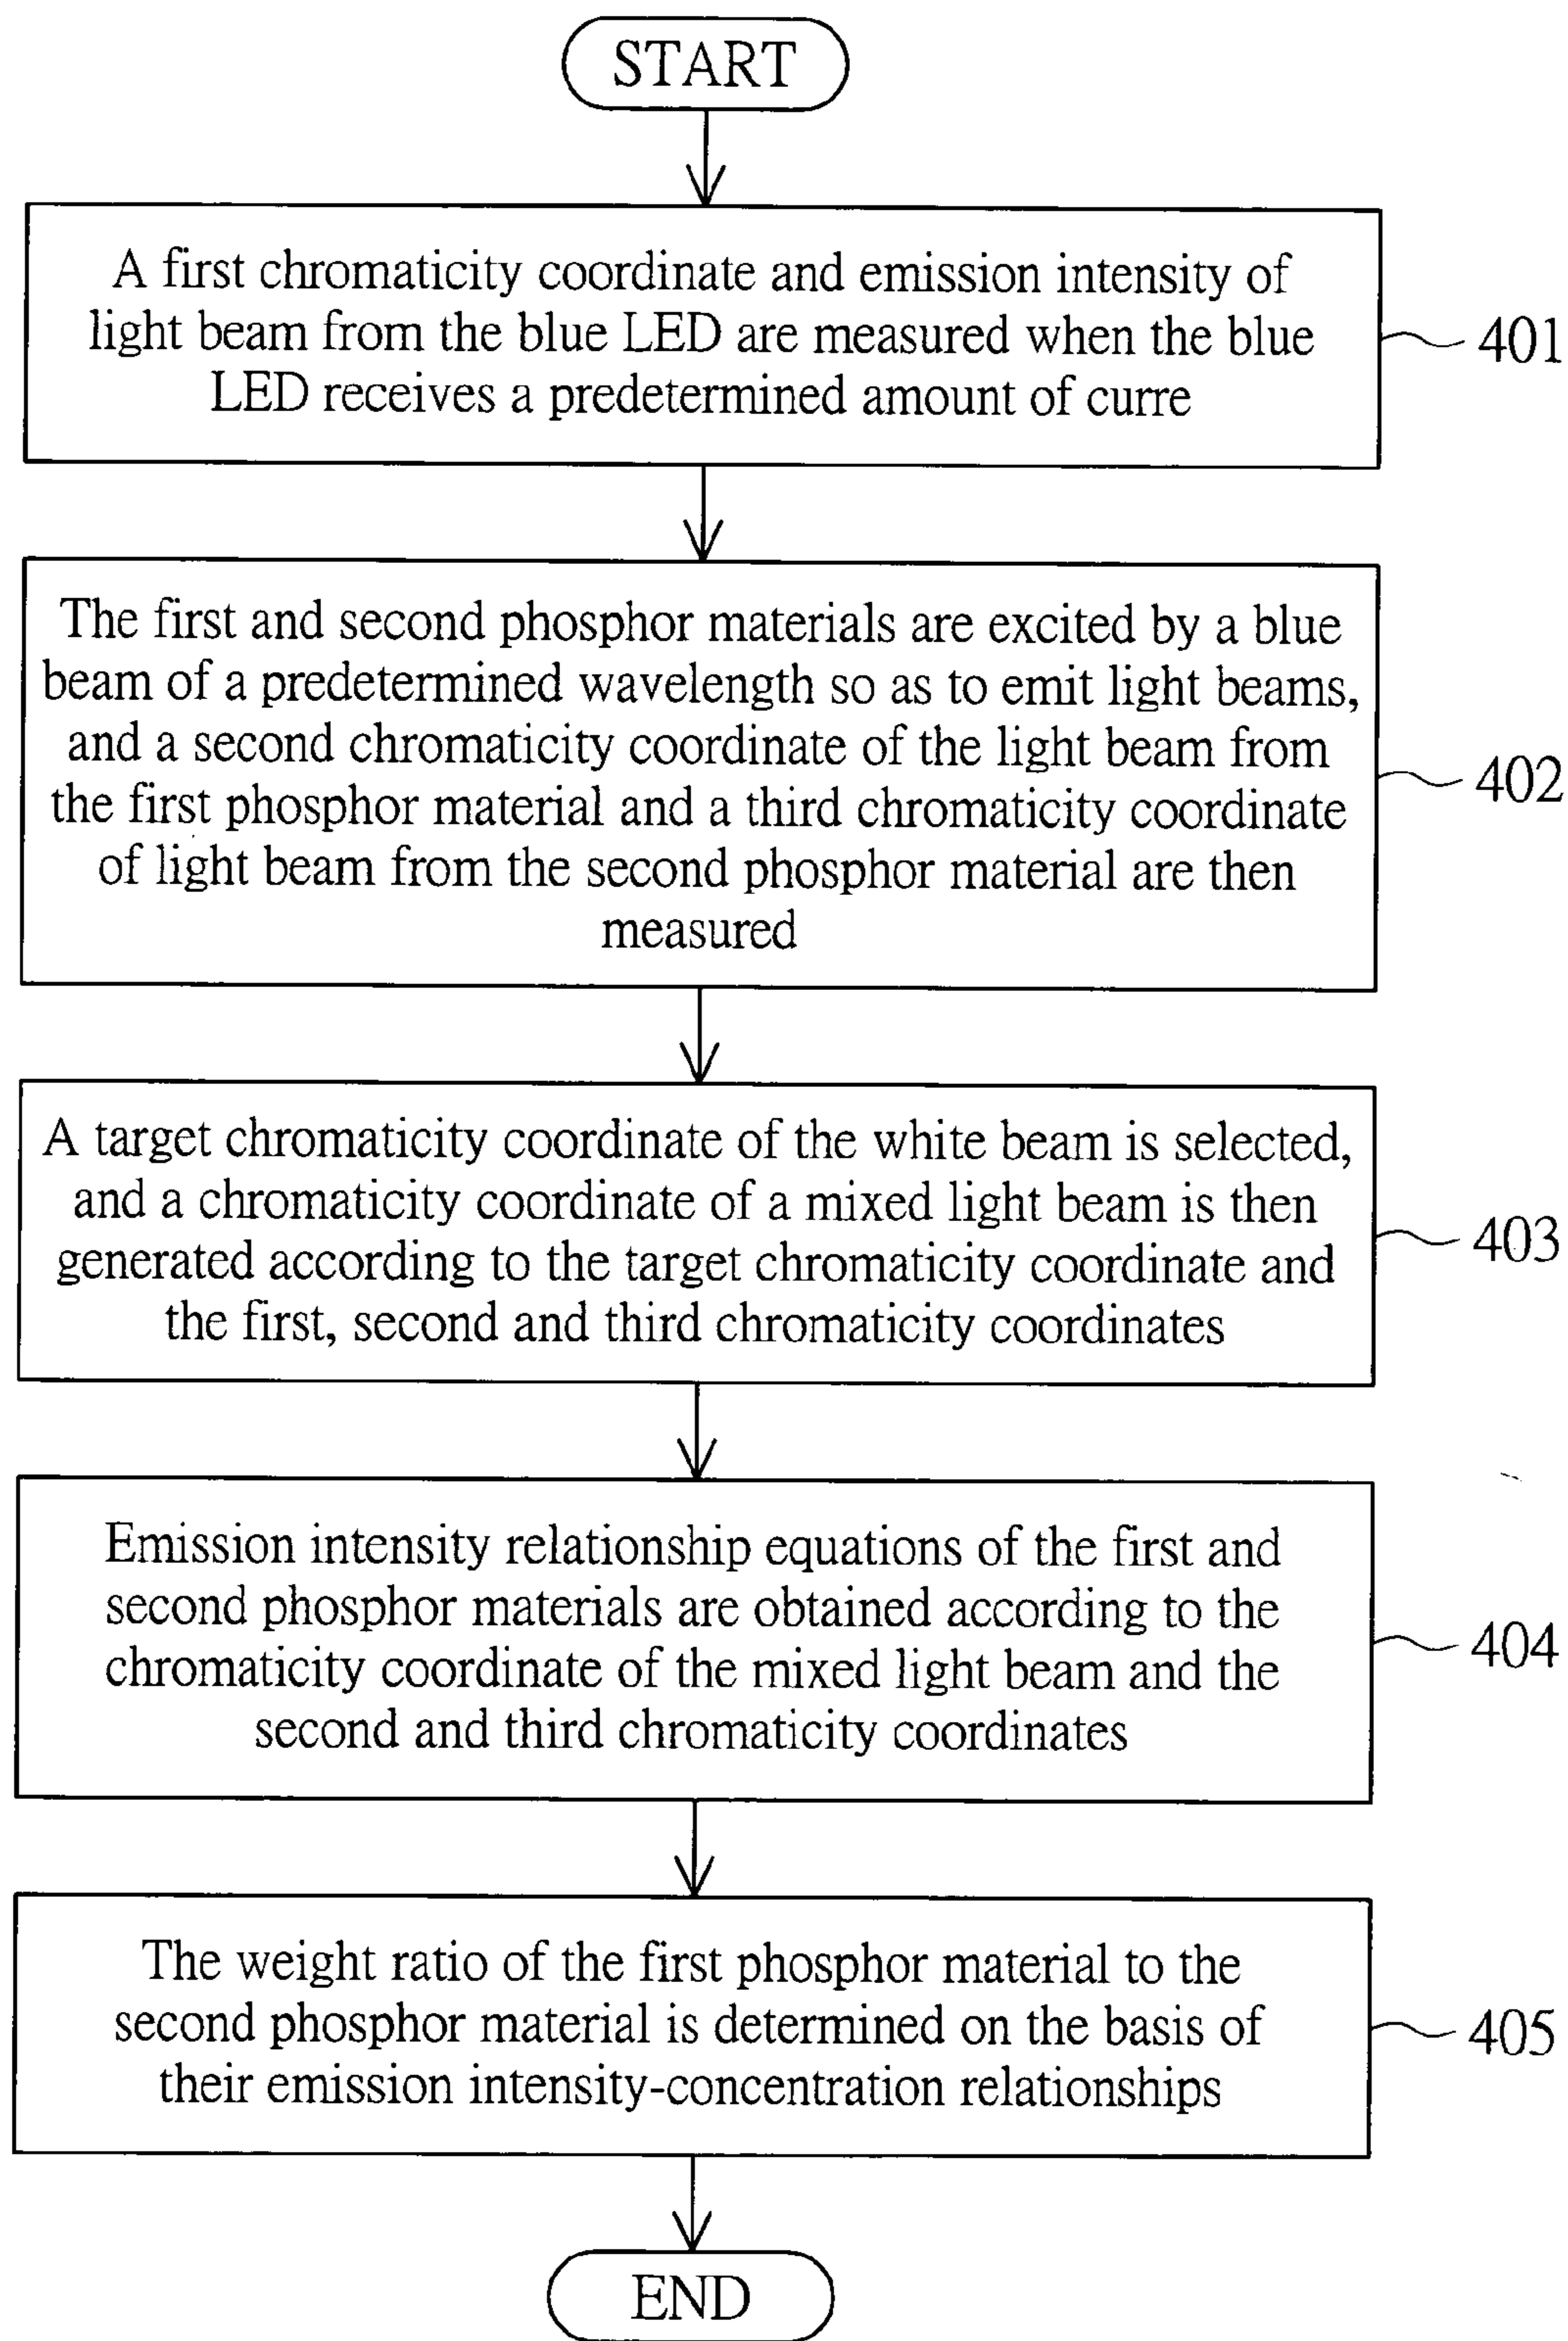 START
A first chromaticity coordinate and emission intensity of
light beam from the blue LED are measured when the blue
LED receives a predetermined amount of curre
401
The first and second phosphor materials are excited by a blue
beam of a predetermined wavelength so as to emit light beams,
and a second chromaticity coordinate of the light beam from
the first phosphor material and a third chromaticity coordinate
of light beam from the second phosphor material are then
measured
402
A target chromaticity coordinate of the white beam is selected,
and a chromaticity coordinate of a mixed light beam is then
generated according to the target chromaticity coordinate and
the first, second and third chromaticity coordinates
403
Emission intensity relationship equations of the first and
second phosphor materials are obtained according to the
chromaticity coordinate of the mixed light beam and the
second and third chromaticity coordinates
404
The weight ratio of the first phosphor material to the
second phosphor material is determined on the basis of
their emission intensity-concentration relationships
405
END